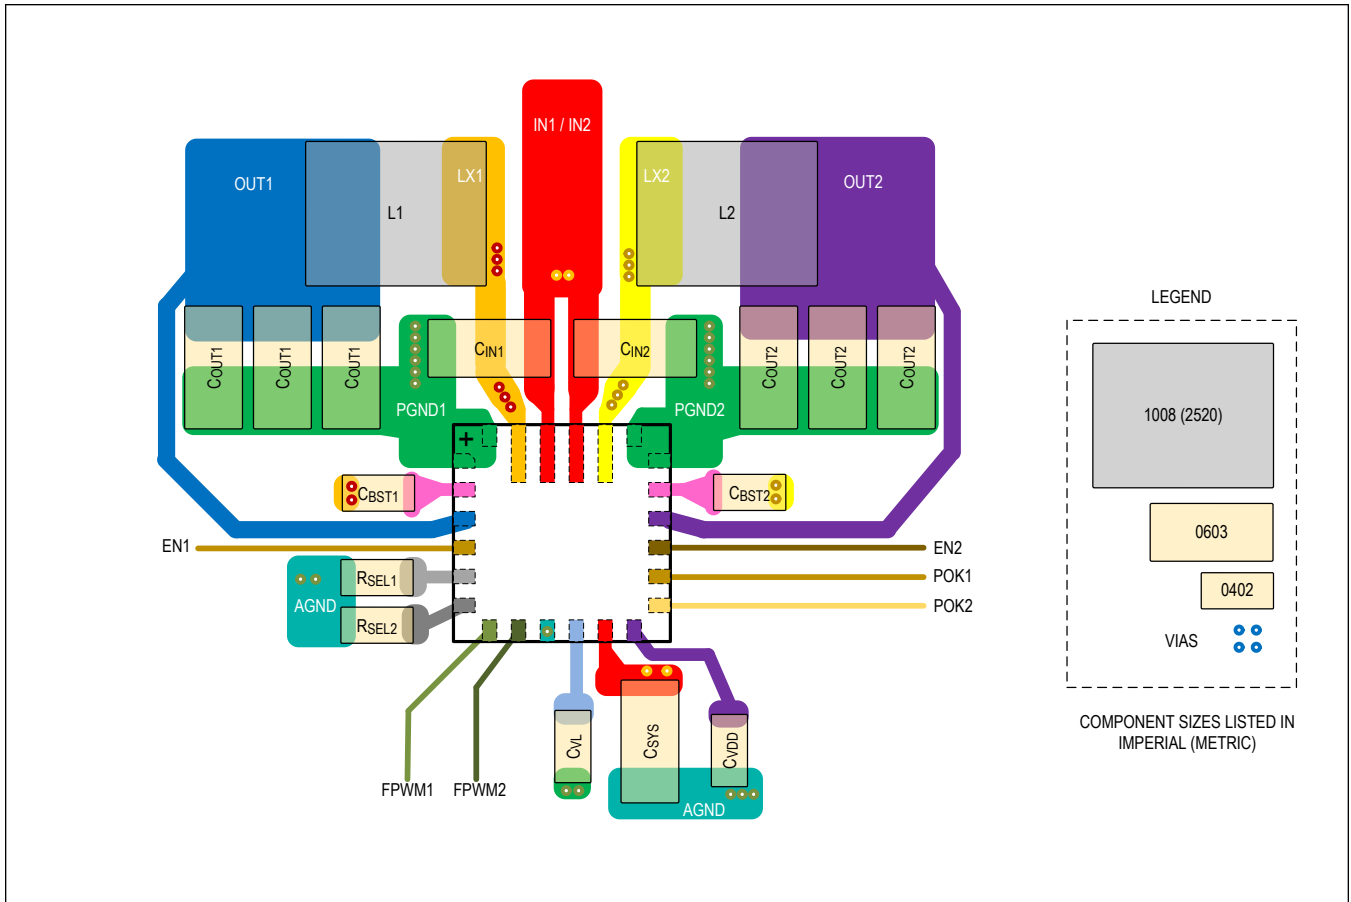 IN1 / IN2
OUT1
LX1
LX2
OUT2
L1
L2
CIN1
CIN2
COUT1
COUT1
COUT1
COUT2
COUT2
COUT2
PGND1
PGND2
+
CBST1
CBST2
EN1
EN2
RSEL1
POK1
AGND
POK2
RSEL2
CVL
CSYS
CVDD
FPWM1
FPWM2
AGND
LEGEND
1008 (2520)
0603
0402
VIAS
COMPONENT SIZES LISTED IN
IMPERIAL (METRIC)